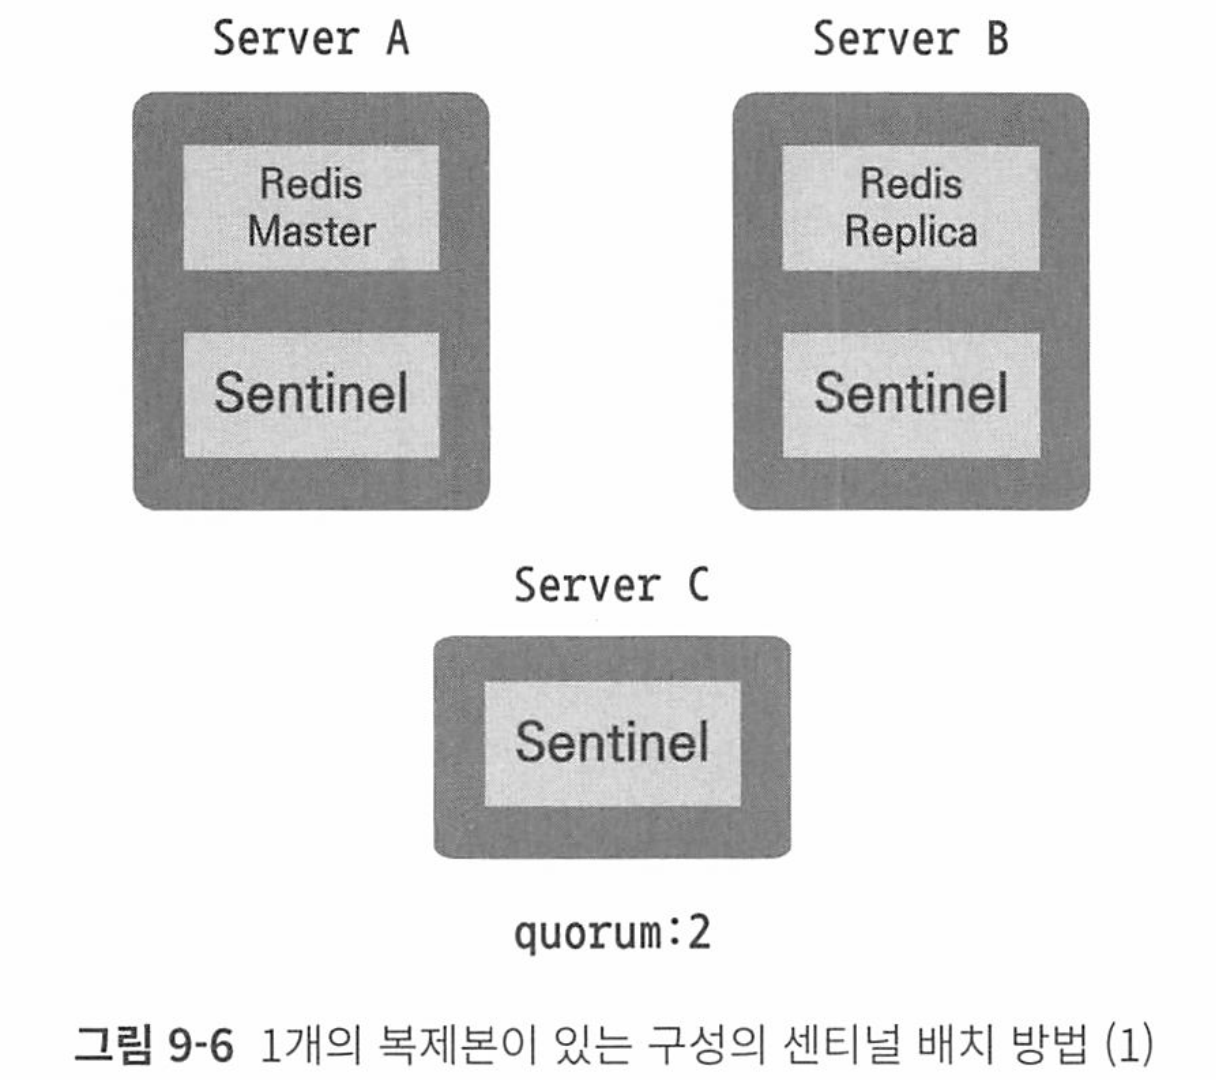 Server A
Server B
Redis
Master
Redis
Replica
Sentinel
Sentinel
Server C
Sentinel
quorum:2
그림 9-6 1개의 복제본이 있는 구성의 센티널 배치 방법 (1)